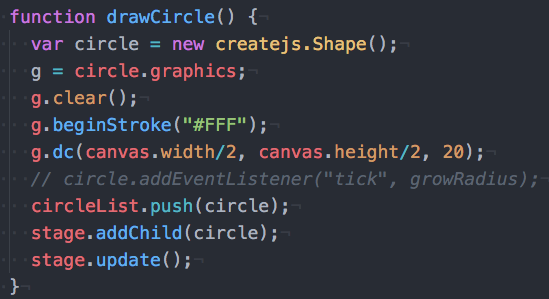 function drawCircle() {
var circle = new createjs.Shape();
g = circle.graphics;
g.clear();
g.beginStroke("#FFF");
g.dc(canvas.width/2, canvas.height/2, 20);
// circle.addEventListener("tick", growRadius);
circleList.push(circle);
stage.addChild(circle);
stage.update();
}